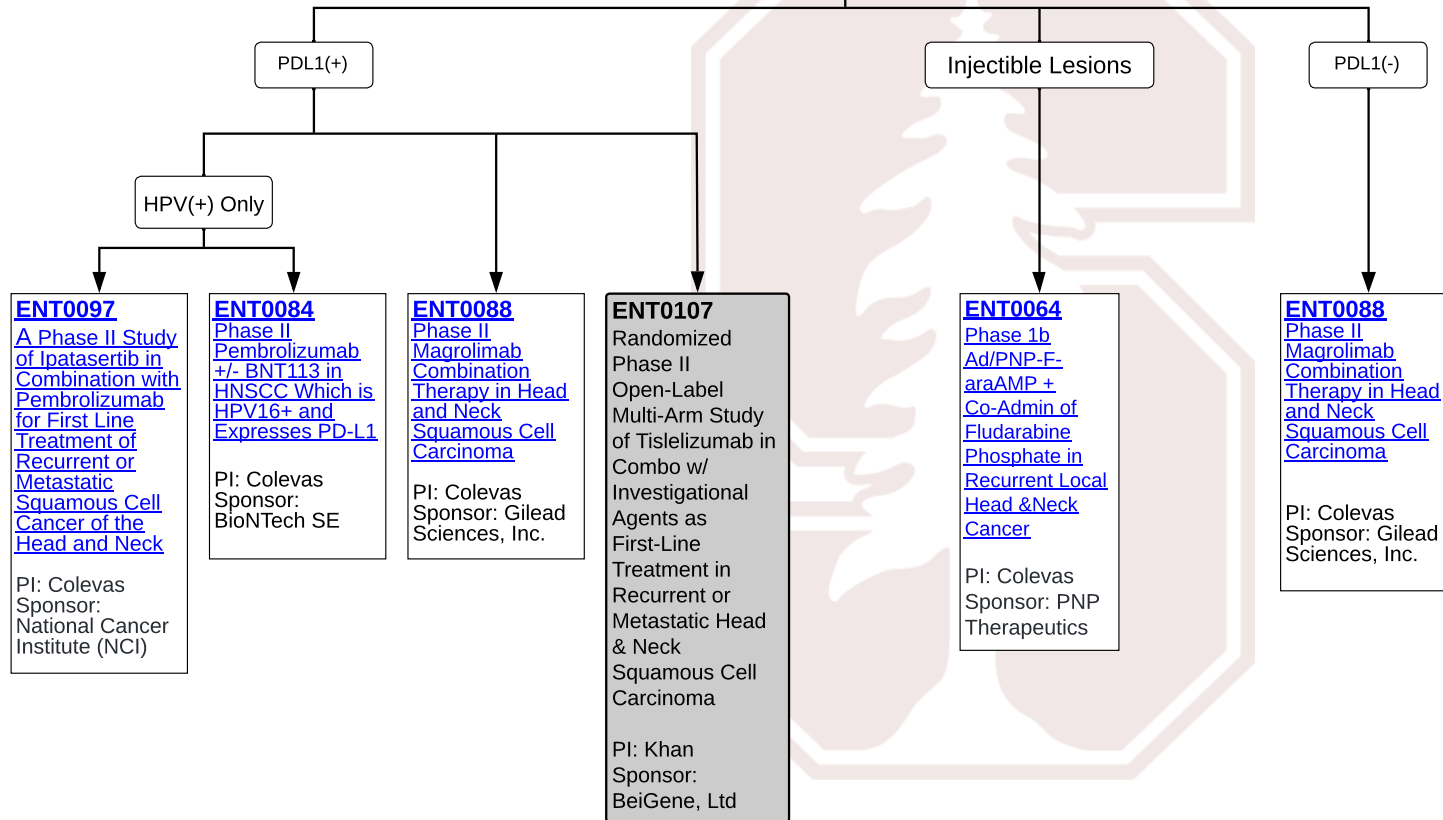 PDL1(+)
Injectible Lesions
PDL1(-)
HPV(+) Only
ENT0097
A Phase II Study
of Ipatasertib in
Combination with
Pembrolizumab
for First Line
Treatment of
Recurrent or
Metastatic
Squamous Cell
Cancer of the
Head and Neck
PI: Colevas
Sponsor:
National Cancer
Institute (NCI)
ENT0084
Phase II
Pembrolizumab
+/- BNT113 in
HNSCC Which is
HPV16+ and
Expresses PD-L1
PI: Colevas
Sponsor:
BioNTech SE
ENT0088
Phase II
Magrolimab
Combination
Therapy in Head
and Neck
Squamous Cell
Carcinoma
PI: Colevas
Sponsor: Gilead
Sciences, Inc.
ENT0107
Randomized
Phase II
Open-Label
Multi-Arm Study
of Tislelizumab in
Combo w/
Investigational
Agents as
First-Line
Treatment in
Recurrent or
Metastatic Head
& Neck
Squamous Cell
Carcinoma
PI: Khan
Sponsor:
BeiGene, Ltd
ENT0064
Phase 1b
Ad/PNP-F-
araAMP +
Co-Admin of
Fludarabine
Phosphate in
Recurrent Local
Head &Neck
Cancer
PI: Colevas
Sponsor: PNP
Therapeutics
ENT0088
Phase II
Magrolimab
Combination
Therapy in Head
and Neck
Squamous Cell
Carcinoma
PI: Colevas
Sponsor: Gilead
Sciences, Inc.